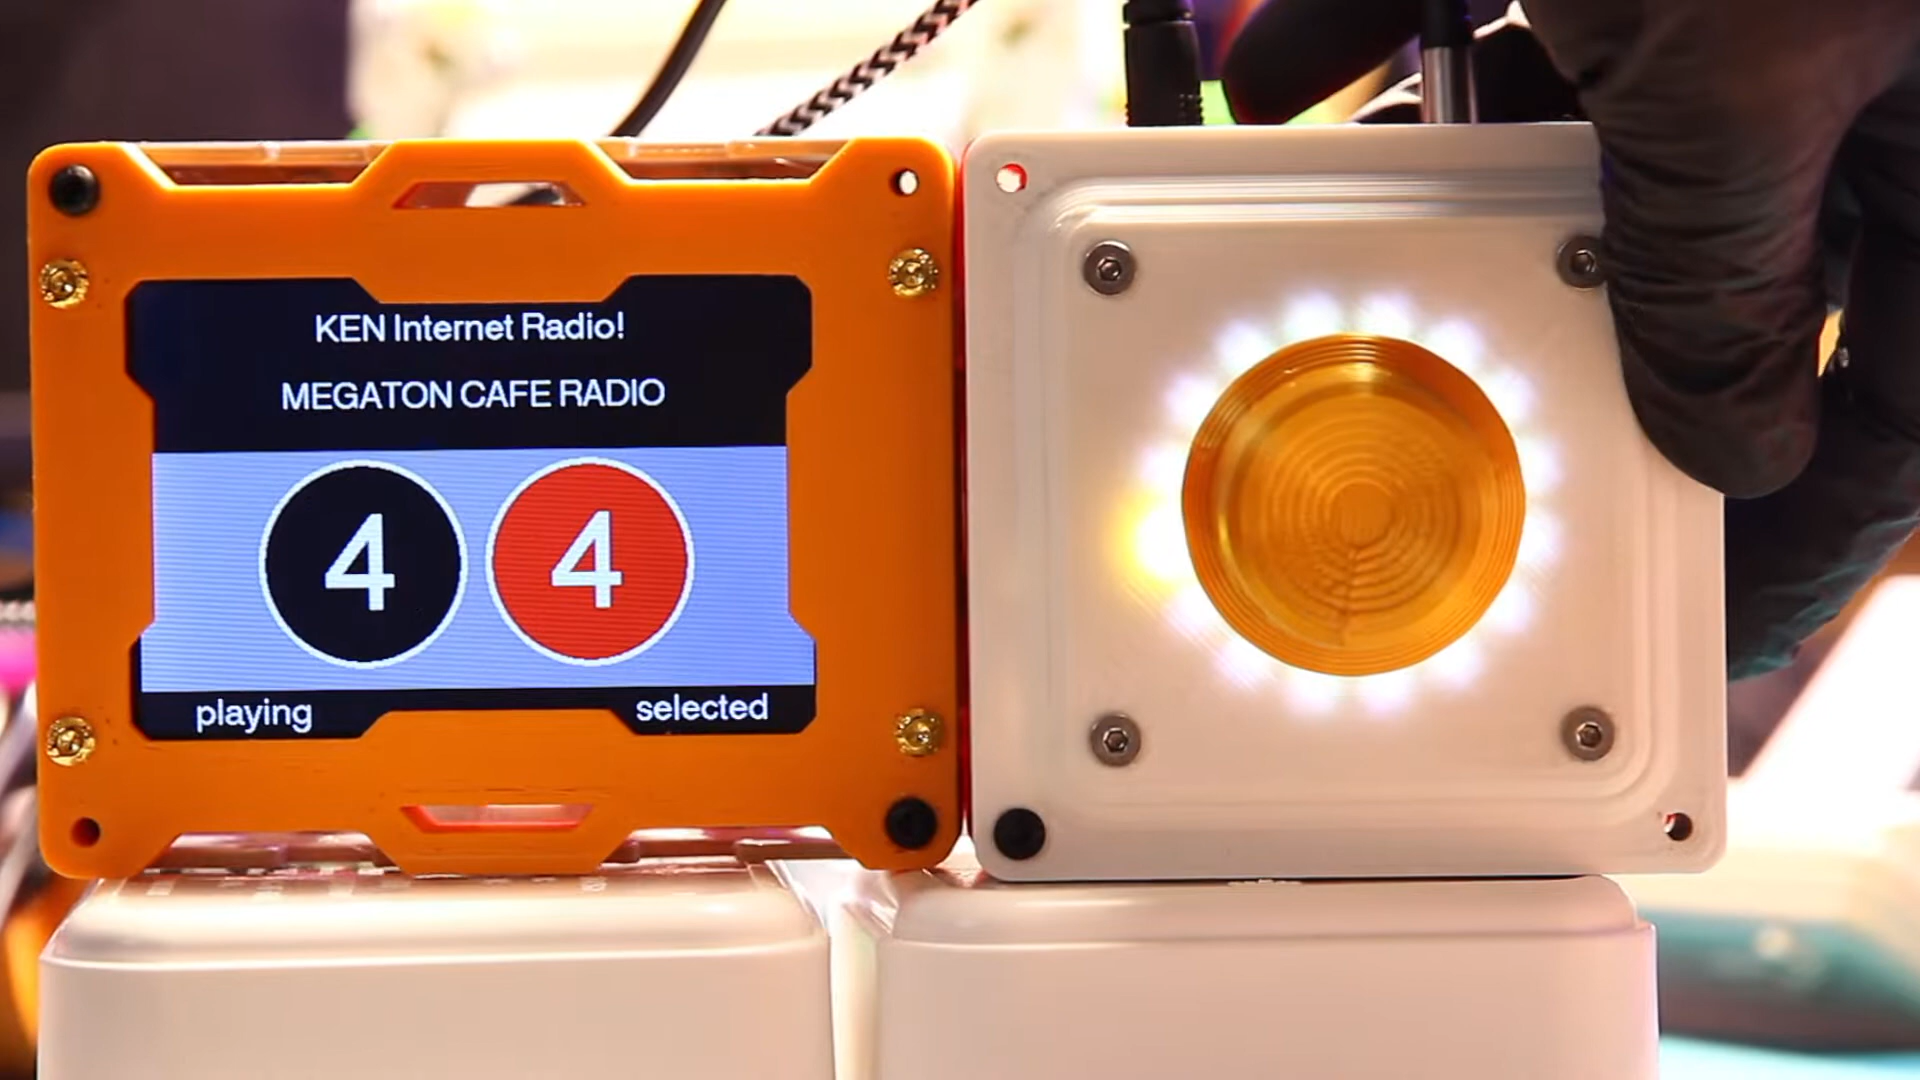 KEN Internet Radio!
MEGATON CAFE RADIO
4 4
playing selected